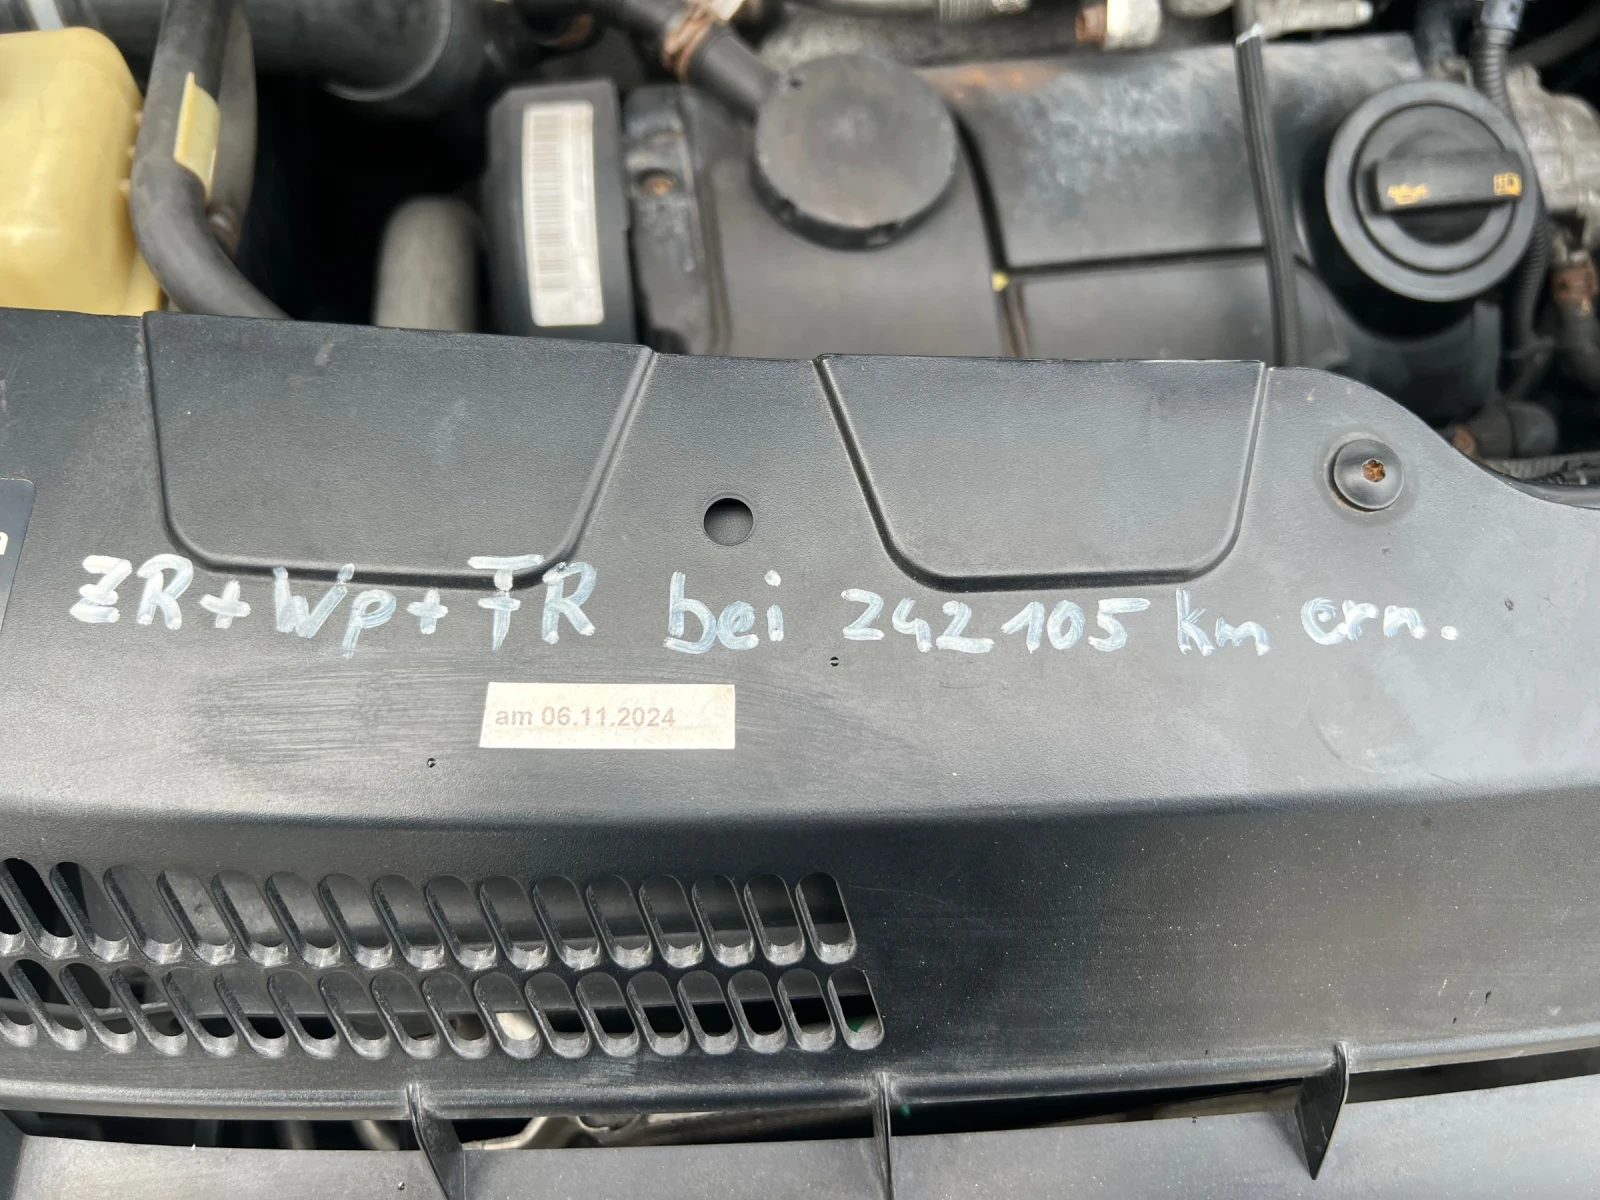 ZR + Wp + FR bei 242105 km ern.
am 06.11.2024